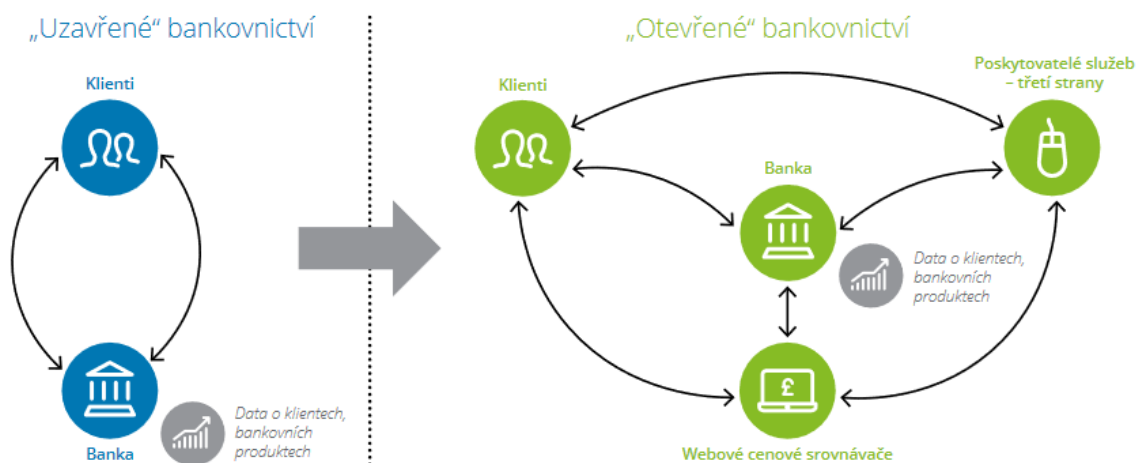 „Uzavřené“ bankovnictví
Klienti
Banka
Data o klientech,
bankovních
produktech
„Otevřené“ bankovnictví
Klienti
Poskytovatelé služeb
– třetí strany
Banka
Data o klientech,
bankovních
produktech
£
Webové cenové srovnávače